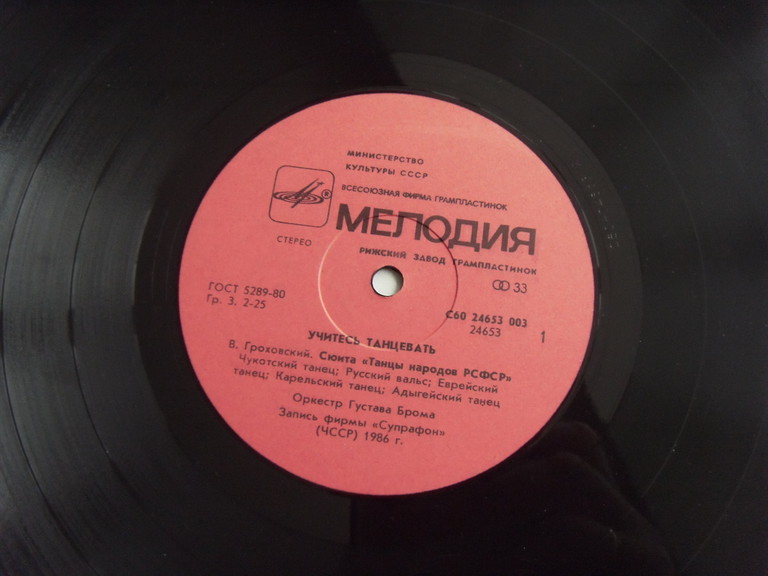 МИНИСТЕРСТВО
КУЛЬТУРЫ СССР
ВСЕСОЮЗНАЯ ФИРМА ГРАМПЛАСТИНОК
®
МЕЛОДИЯ
СТЕРЕО
РИЖСКИЙ ЗАВОД ГРАМПЛАСТИНОК
33
ГОСТ 5289-80
Гр. 3. 2-25
С60 24653 003
24653
1
УЧИТЕСЬ ТАНЦЕВАТЬ
В. Гроховский. Сюита «Танцы народов РСФСР»
Чукотский танец; Русский вальс; Еврейский
танец; Карельский танец; Адыгейский танец
Оркестр Густава Брома
Запись фирмы «Супрафон»
(ЧССР) 1986 г.